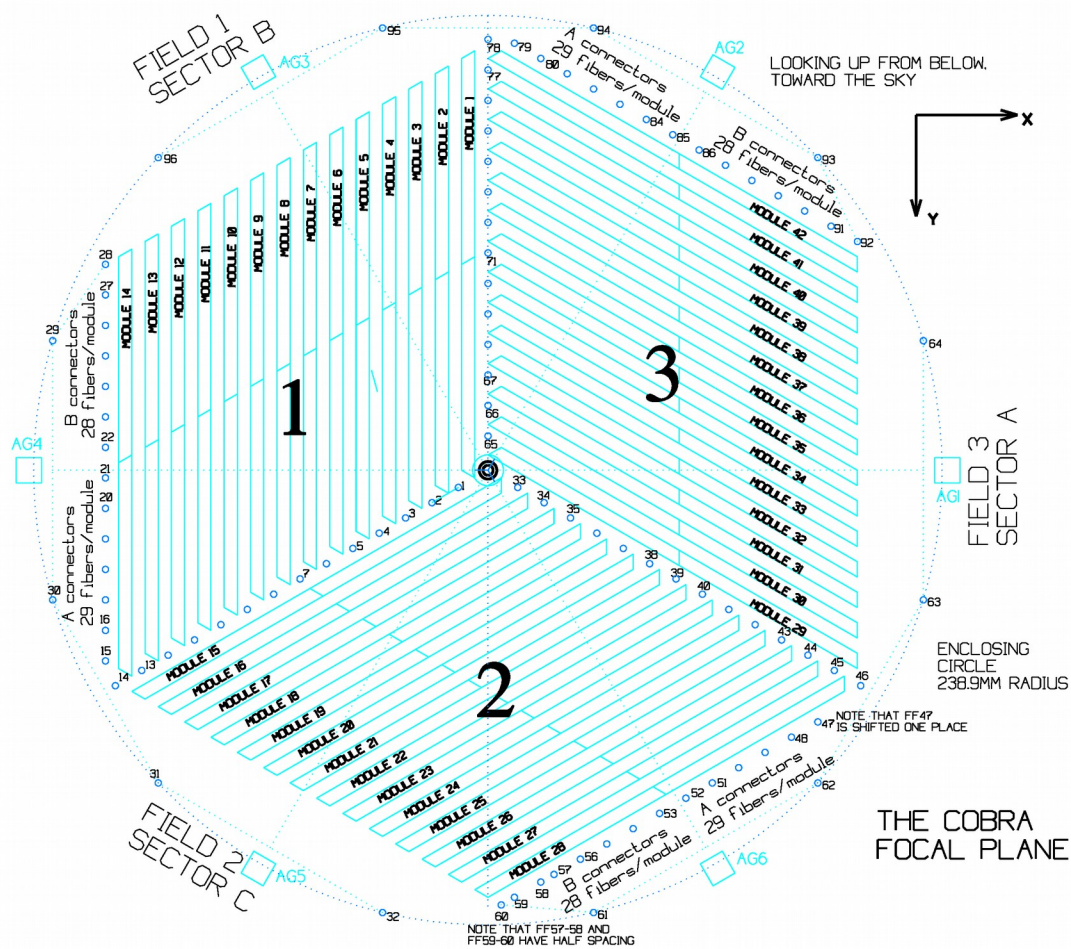 FIELD 1
SECTOR B
AG3
95
94
A connectors
29 fibers/module
AG2
LOOKING UP FROM BELOW,
TOWARD THE SKY
X
Y
78
79
80
77
84
85
86
B connectors
28 fibers/module
93
96
91
92
MODULE 1
MODULE 2
MODULE 3
MODULE 4
MODULE 5
MODULE 6
MODULE 7
MODULE 8
MODULE 9
MODULE 10
MODULE 11
MODULE 12
MODULE 13
MODULE 14
MODULE 42
MODULE 41
MODULE 40
MODULE 39
MODULE 38
MODULE 37
MODULE 36
MODULE 35
MODULE 34
MODULE 33
MODULE 32
MODULE 31
MODULE 30
MODULE 29
28
27
71
29
B connectors
28 fibers/module
64
1
3
67
66
65
22
AG4
21
20
AG1
FIELD 3
SECTOR A
A connectors
29 fibers/module
1
2
3
4
5
7
33
34
35
38
39
40
43
44
45
46
30
16
15
14
13
63
ENCLOSING
CIRCLE
238.9MM RADIUS
MODULE 15
MODULE 16
MODULE 17
MODULE 18
MODULE 19
MODULE 20
MODULE 21
MODULE 22
MODULE 23
MODULE 24
MODULE 25
MODULE 26
MODULE 27
MODULE 28
2
47
NOTE THAT FF47
IS SHIFTED ONE PLACE
48
51
52
53
A connectors
29 fibers/module
62
31
FIELD 2
SECTOR C
AG5
56
57
58
59
60
B connectors
28 fibers/module
AG6
61
32
THE COBRA
FOCAL PLANE
NOTE THAT FF57-58 AND
FF59-60 HAVE HALF SPACING